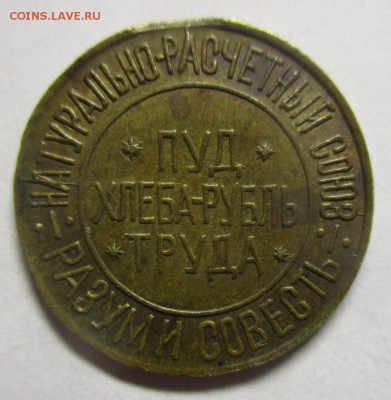 COINS.LAVE.RU
НАТУРАЛЬНО-РАСЧЕТНЫЙ СОЮЗ
ПУД
ХЛЕБА-РУБЛЬ
ТРУДА
РАЗУМ И СОВЕСТЬ